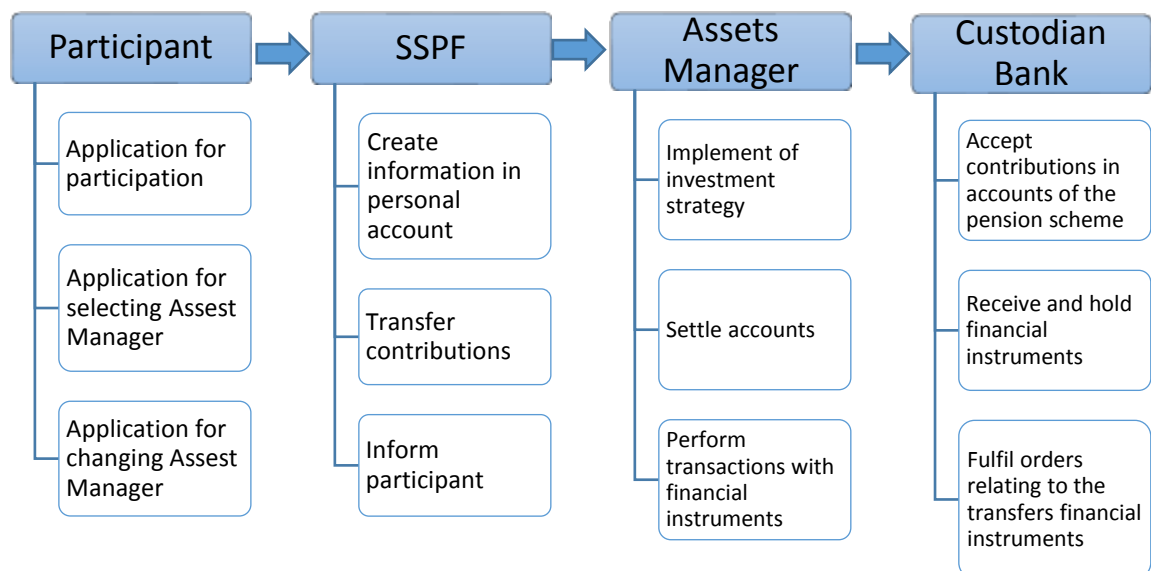 Participant
Application for
participation
Application for
selecting Assest
Manager
Application for
changing Assest
Manager
SSPF
Create
information in
personal
account
Transfer
contributions
Inform
participant
Assets
Manager
Implement of
investment
strategy
Settle accounts
Perform
transactions with
financial
instruments
Custodian
Bank
Accept
contributions in
accounts of the
pension scheme
Receive and hold
financial
instruments
Fulfil orders
relating to the
transfers financial
instruments